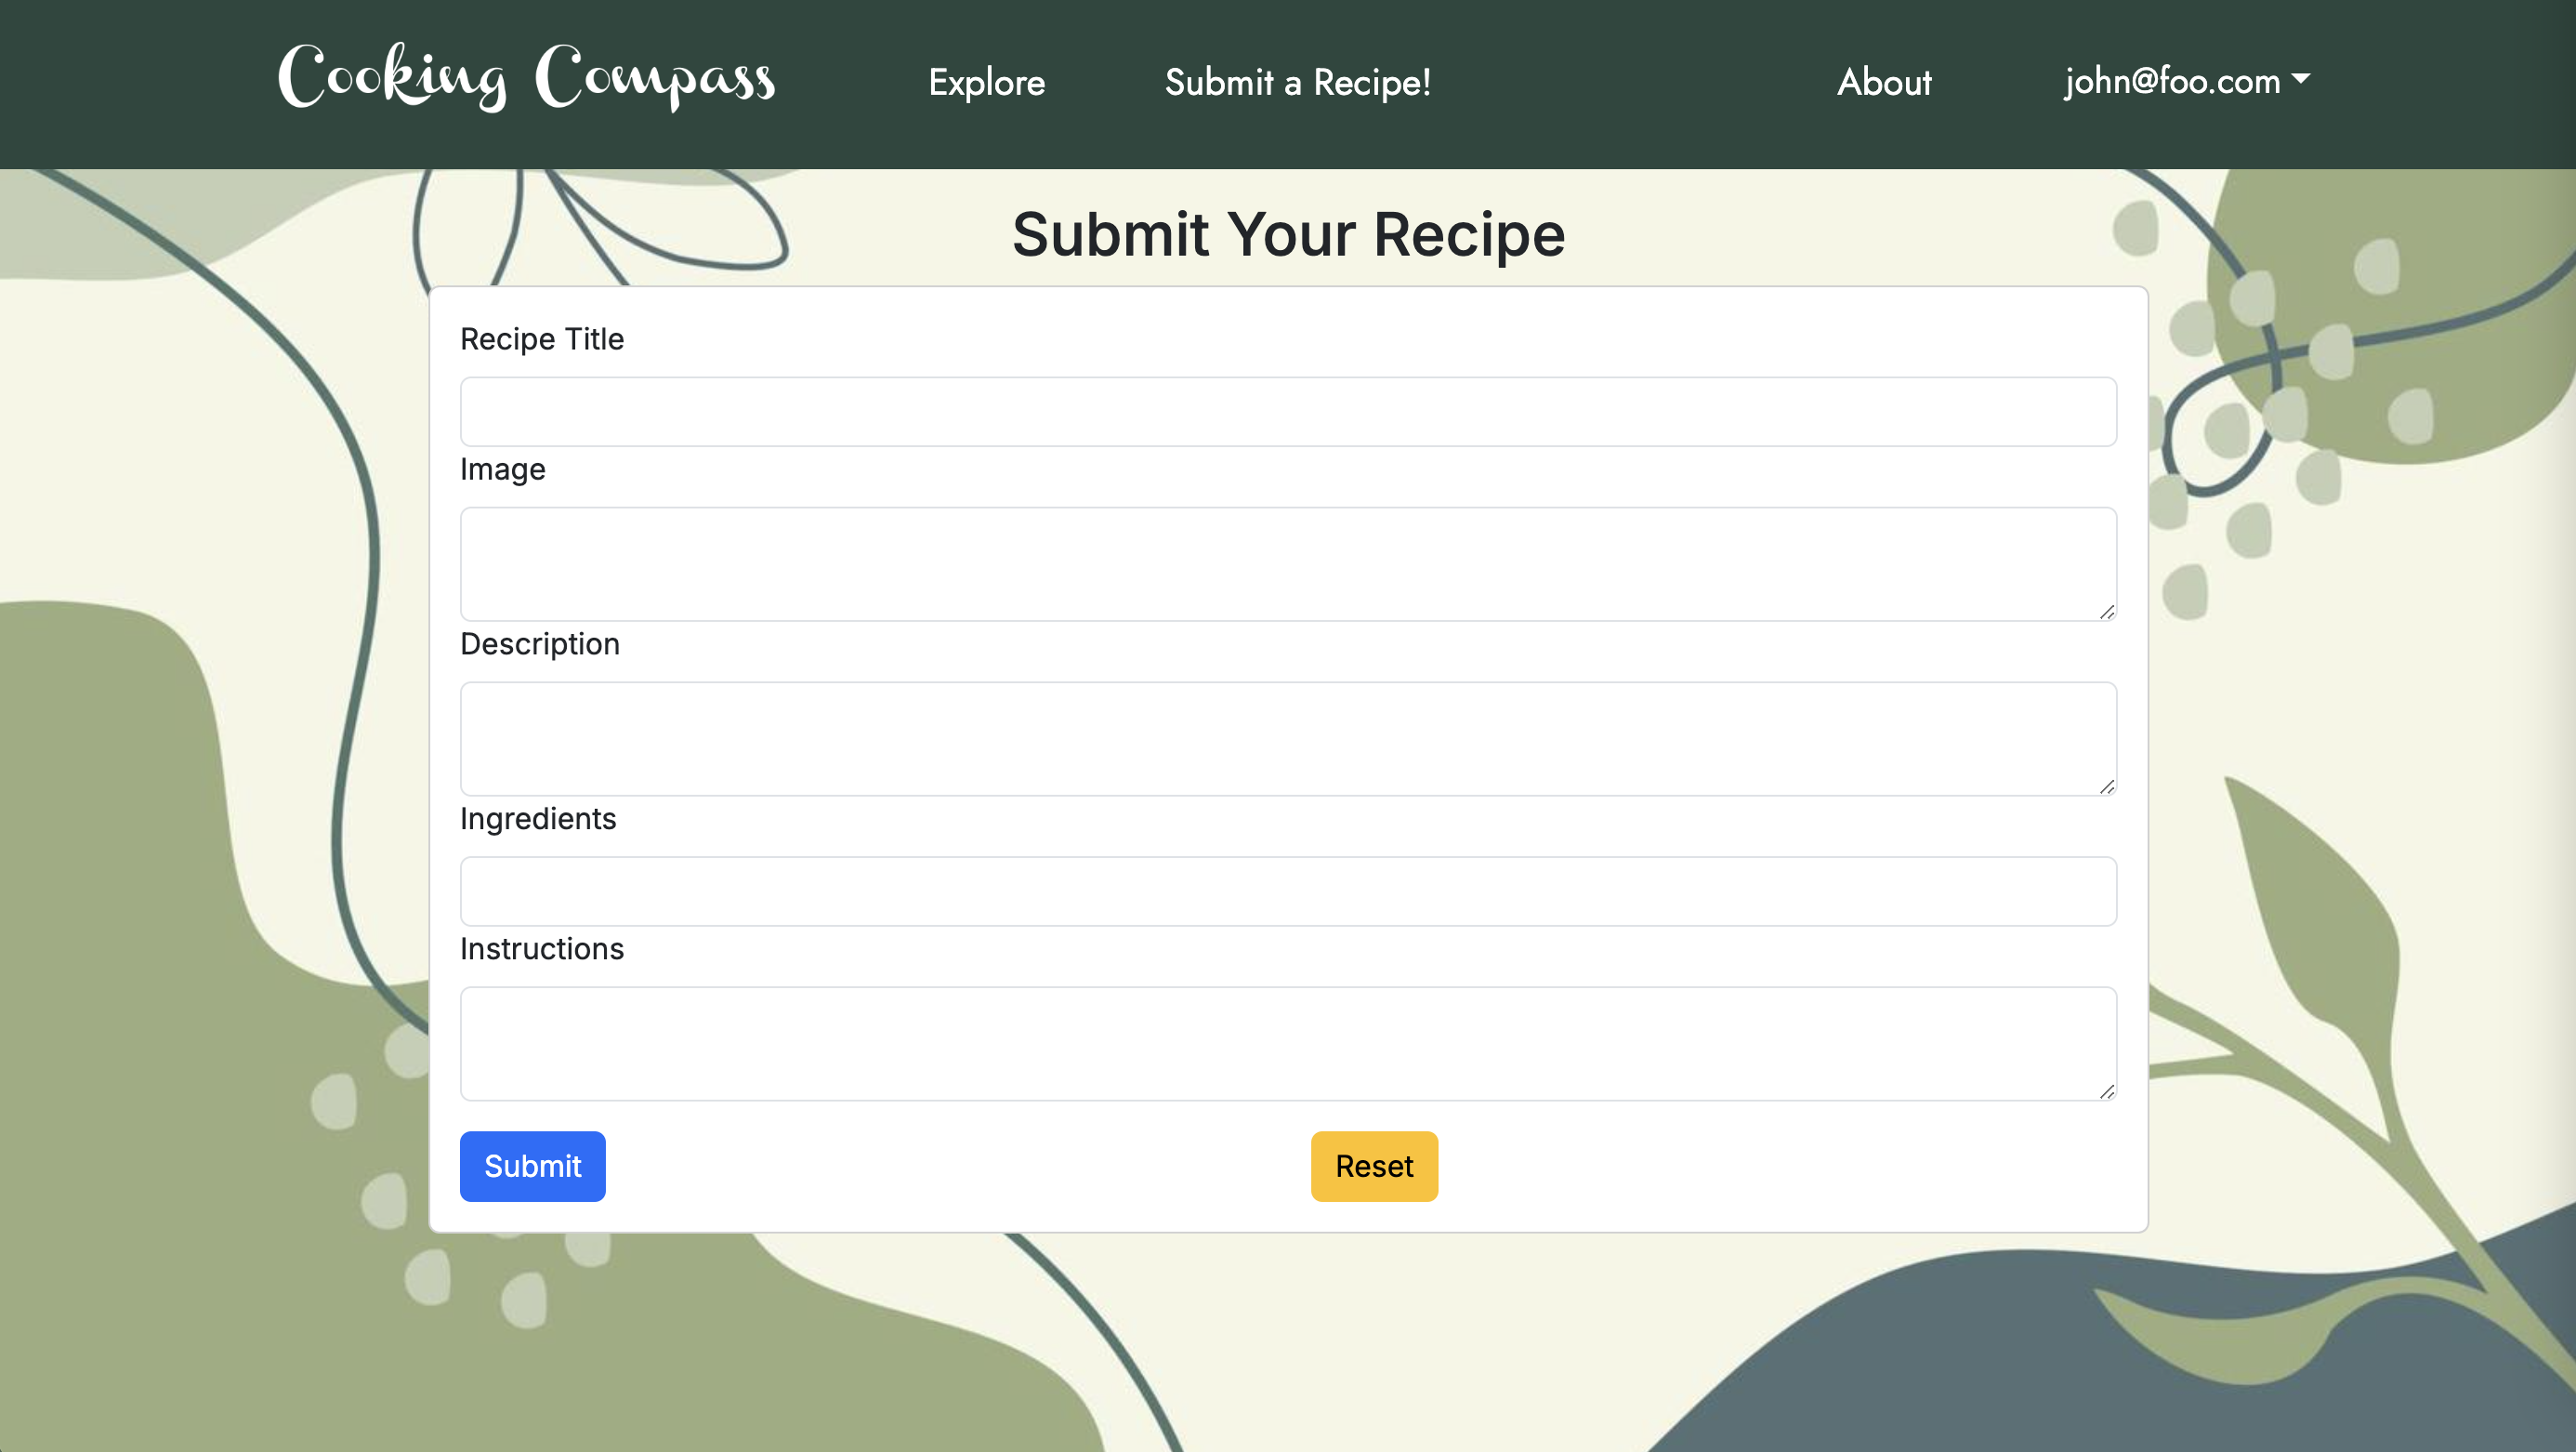 Cooking Compass Explore Submit a Recipe! About john@foo.com
Submit Your Recipe
Recipe Title
Image
Description
Ingredients
Instructions
Submit Reset